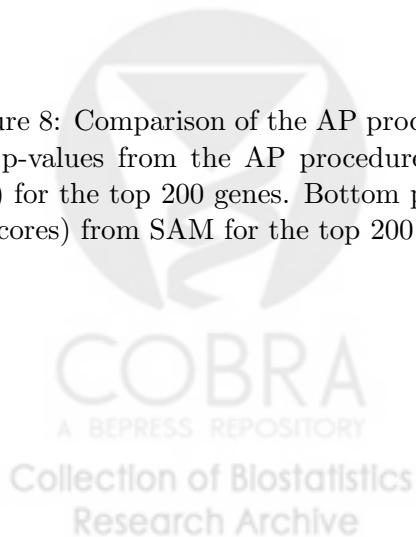 ure 8: Comparison of the AP proc
p-values from the AP procedure
) for the top 200 genes. Bottom p
cores) from SAM for the top 200
COBRA
A BEPRESS REPOSITORY
Collection of Biostatistics
Research Archive